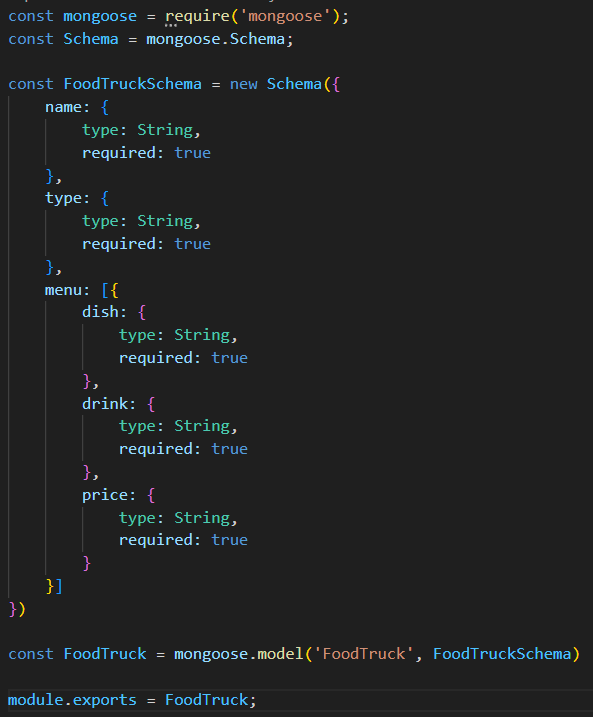 const mongoose = require('mongoose');
const Schema = mongoose.Schema;

const FoodTruckSchema = new Schema({
    name: {
        type: String,
        required: true
    },
    type: {
        type: String,
        required: true
    },
    menu: [{
        dish: {
            type: String,
            required: true
        },
        drink: {
            type: String,
            required: true
        },
        price: {
            type: String,
            required: true
        }
    }]
})

const FoodTruck = mongoose.model('FoodTruck', FoodTruckSchema)

module.exports = FoodTruck;